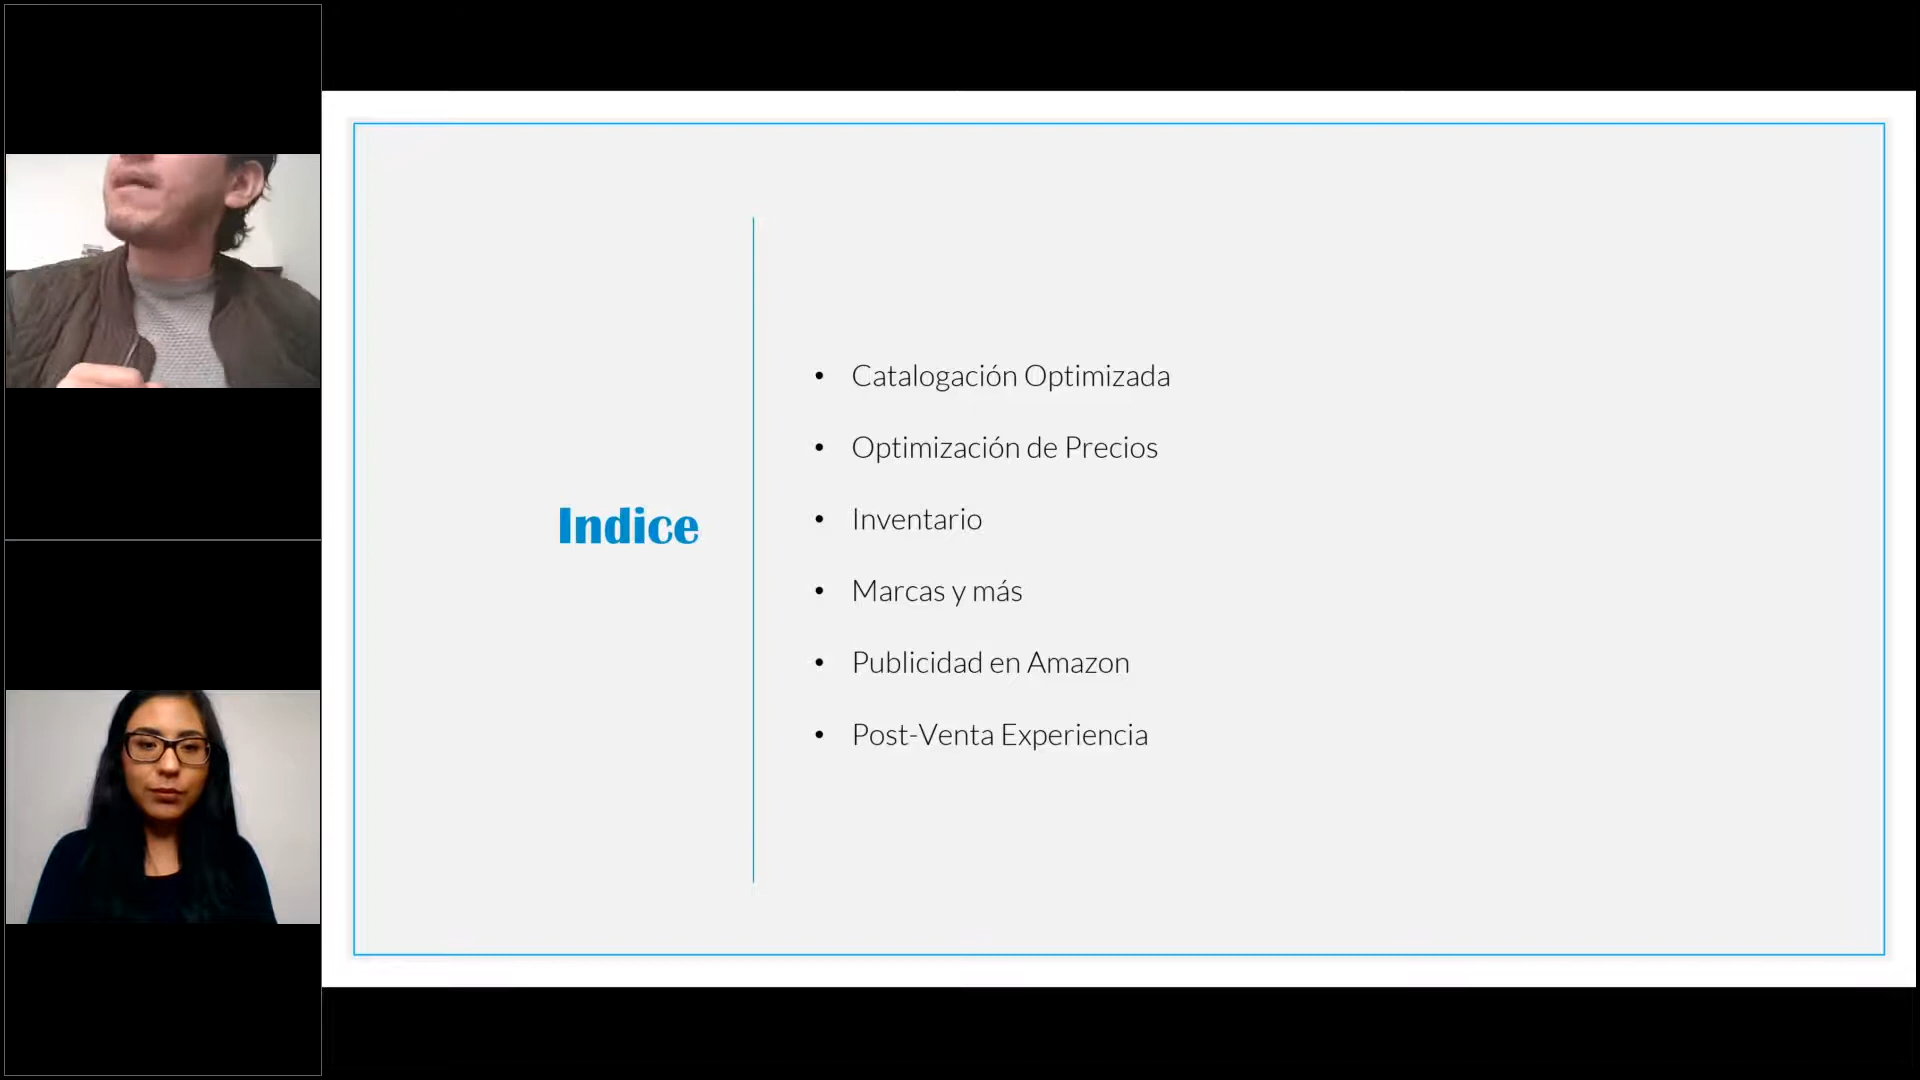 Indice
Catalogación Optimizada
Optimización de Precios
Inventario
Marcas y más
Publicidad en Amazon
Post-Venta Experiencia